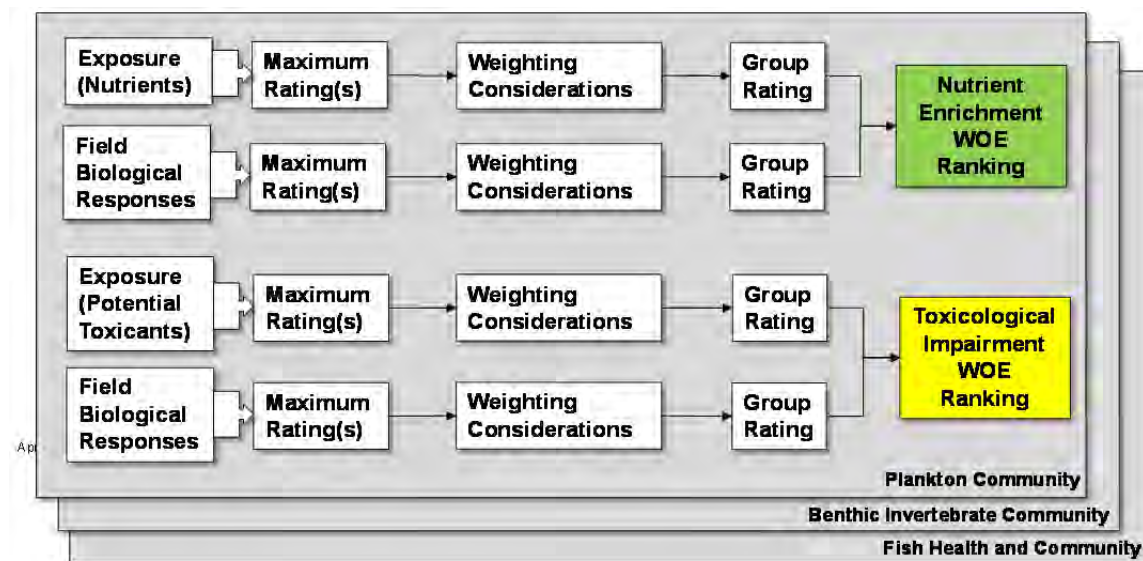 Exposure
(Nutrients)
Maximum
Rating(s)
Weighting
Considerations
Group
Rating
Nutrient
Enrichment
WOE
Ranking
Field
Biological
Responses
Maximum
Rating(s)
Weighting
Considerations
Group
Rating
Exposure
(Potential
Toxicants)
Maximum
Rating(s)
Weighting
Considerations
Group
Rating
Toxicological
Impairment
WOE
Ranking
Field
Biological
Responses
Maximum
Rating(s)
Weighting
Considerations
Group
Rating
Plankton Community
Benthic Invertebrate Community
Fish Health and Community